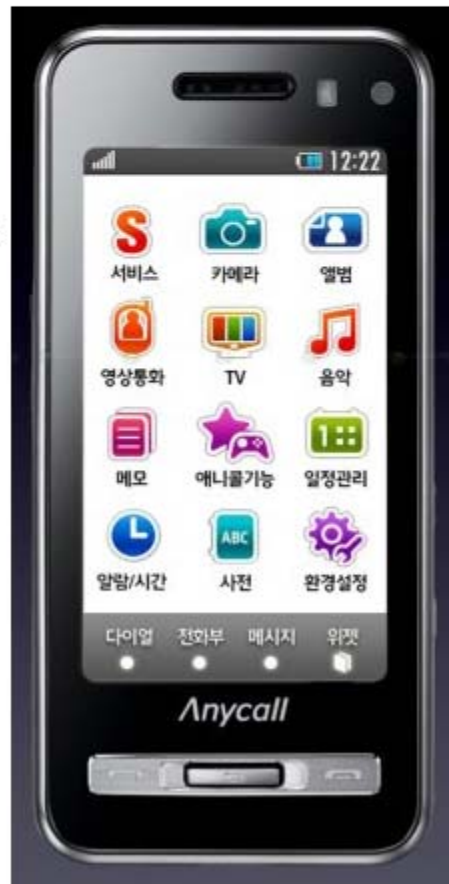 12:22
S
서비스 카메라 앨범
영상통화 TV 음악
1
메모 애니콜기능 일정관리
ABC
알람/시간 사전 환경설정
다이얼 전화부 메시지 위젯
Anycall